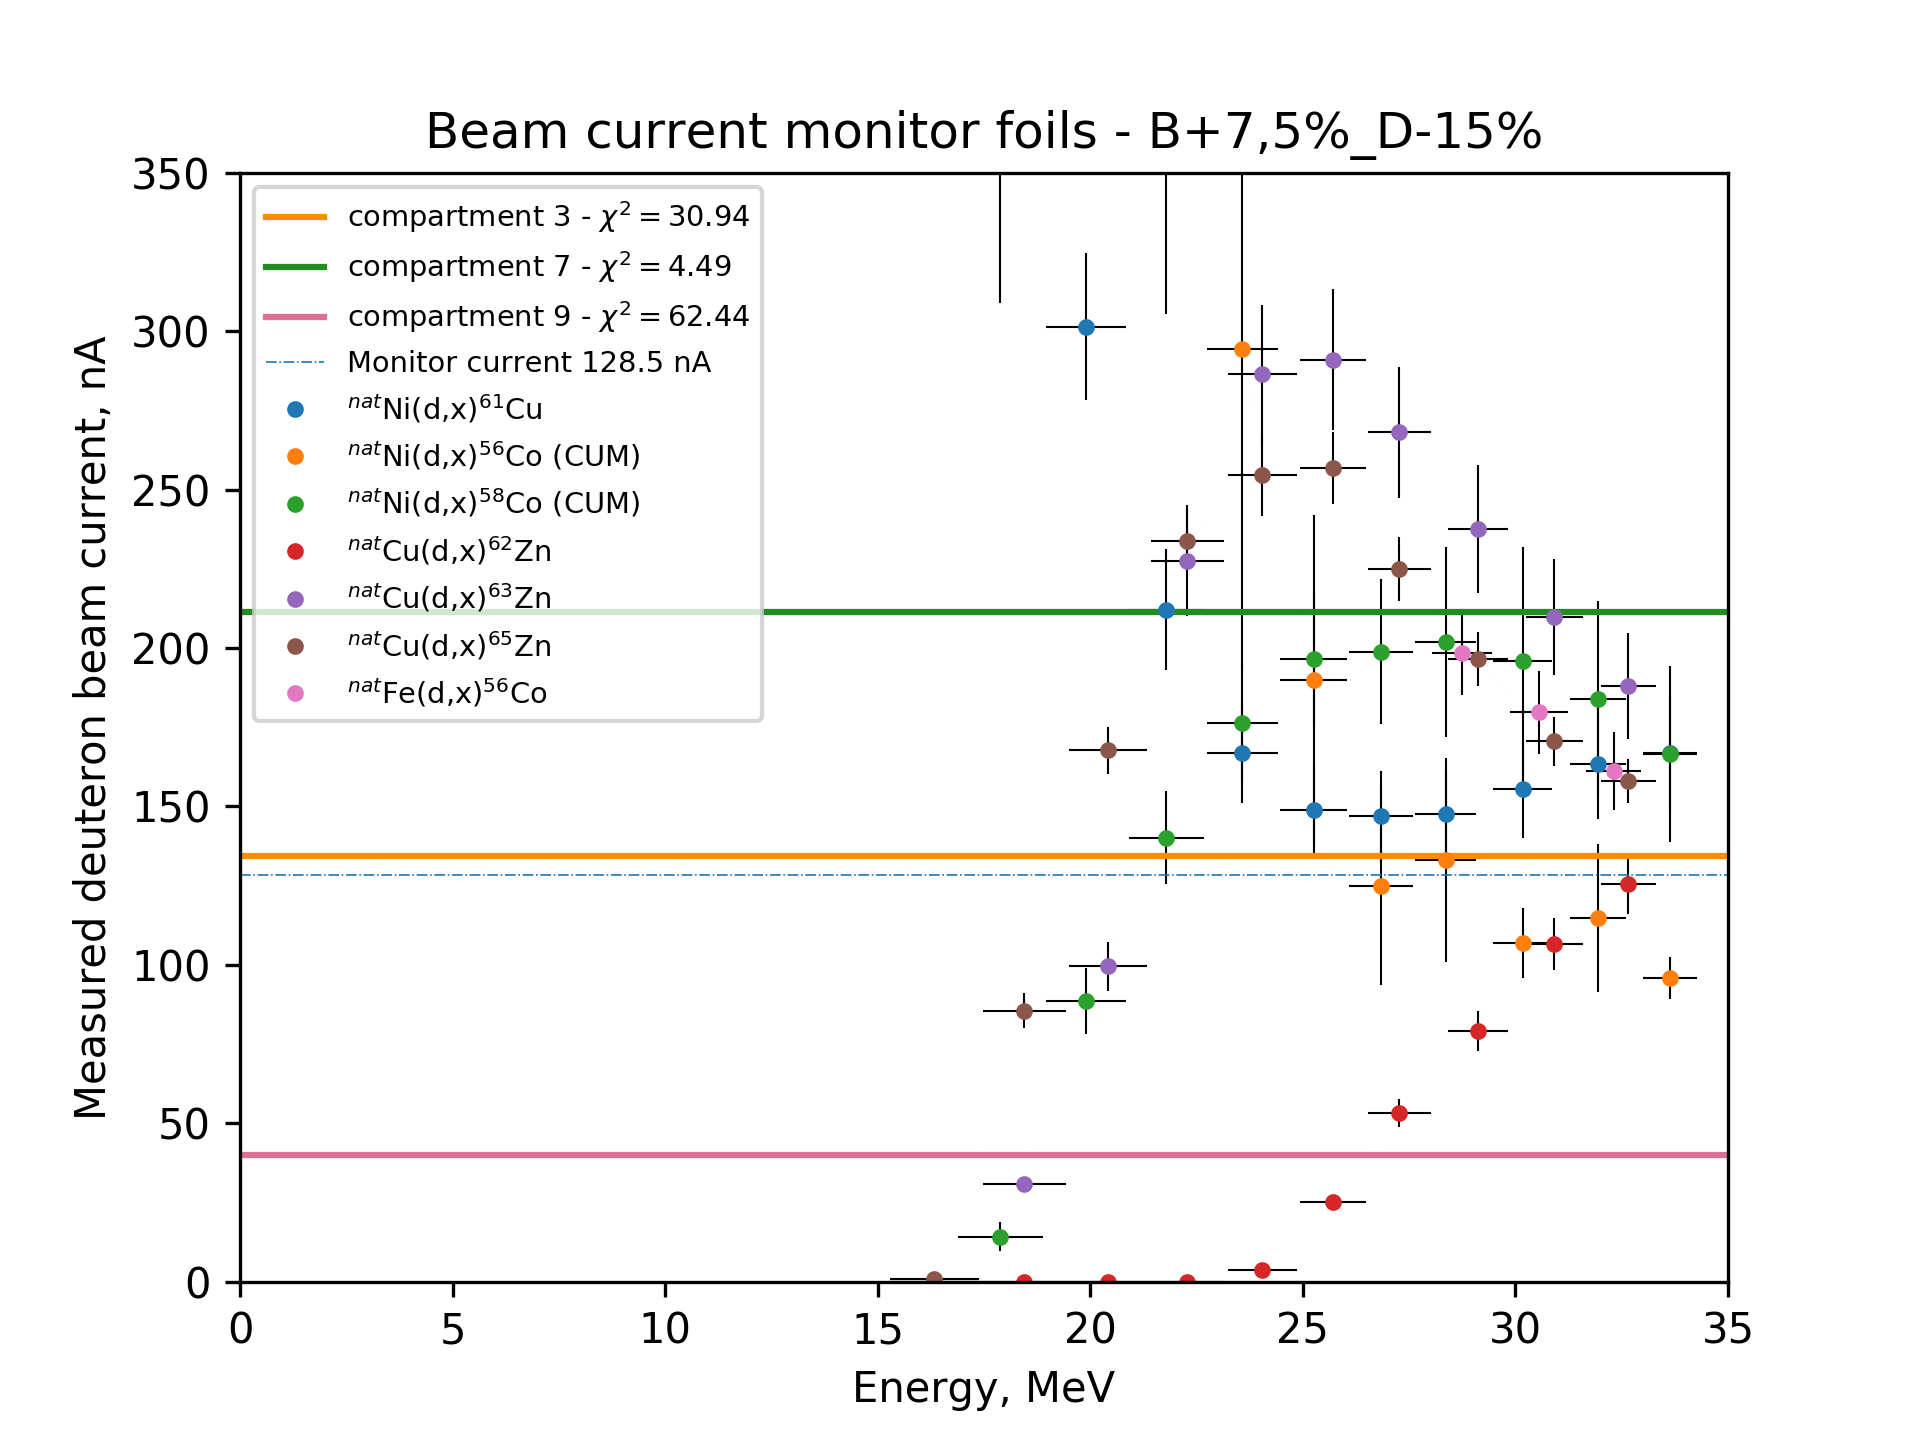 Beam current monitor foils - B+7,5%_D-15%
Measured deuteron beam current, nA
350
300
250
200
150
100
50
0
compartment 3 - χ² = 30.94
compartment 7 - χ² = 4.49
compartment 9 - χ² = 62.44
Monitor current 128.5 nA
ⁿᵃᵗNi(d,x)⁶¹Cu
ⁿᵃᵗNi(d,x)⁵⁶Co (CUM)
ⁿᵃᵗNi(d,x)⁵⁸Co (CUM)
ⁿᵃᵗCu(d,x)⁶²Zn
ⁿᵃᵗCu(d,x)⁶³Zn
ⁿᵃᵗCu(d,x)⁶⁵Zn
ⁿᵃᵗFe(d,x)⁵⁶Co
0 5 10 15 20 25 30 35
Energy, MeV